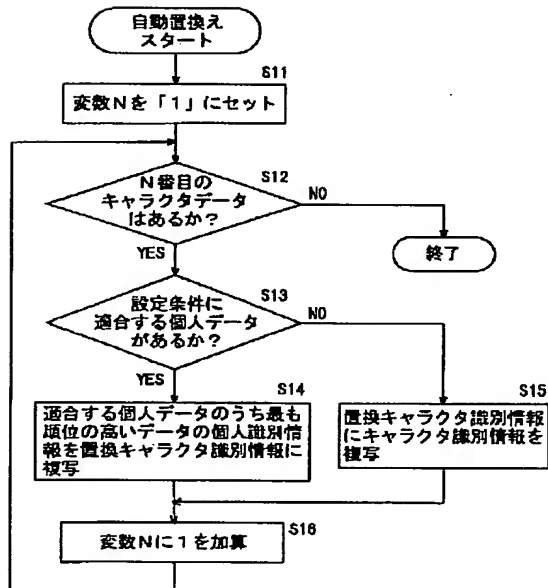 自動置換え
スタート
S11
変数Nを「1」にセット
S12
N番目の
キャラクタデータ
はあるか？
NO
YES
終了
S13
設定条件に
適合する個人データ
があるか？
NO
YES
S14
適合する個人データのうち最も
順位の高いデータの個人識別情
報を置換キャラクタ識別情報に
複写
S15
置換キャラクタ識別情報
にキャラクタ識別情報を
複写
S16
変数Nに1を加算